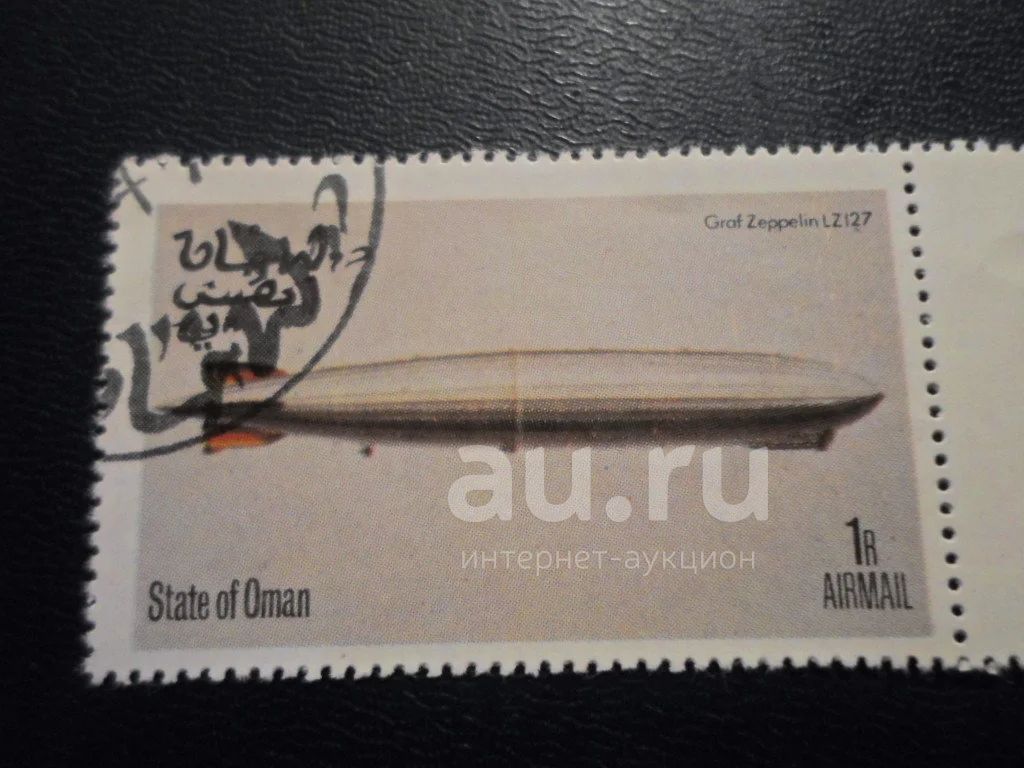 Graf Zeppelin LZ127
au.ru
интернет-аукцион
1R
State of Oman
AIRMAIL